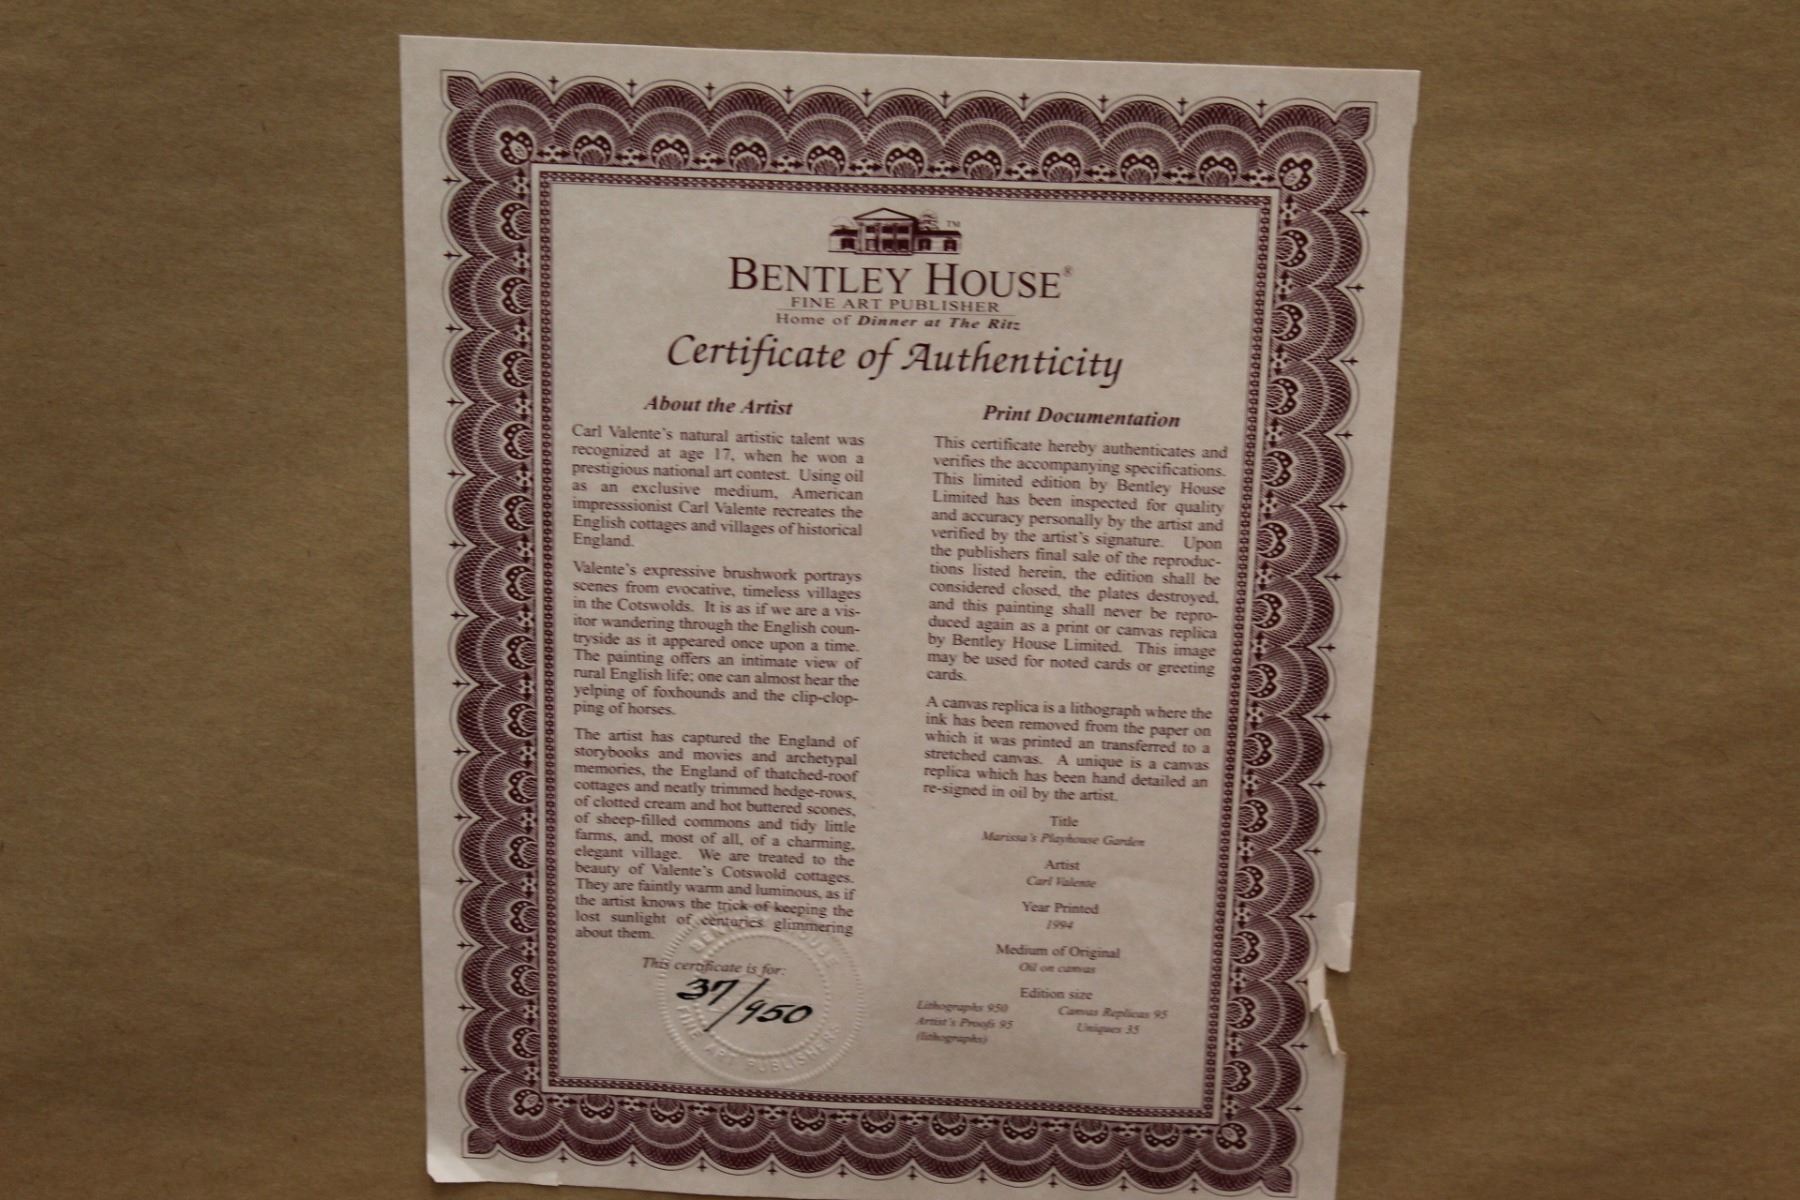 TM
BENTLEY HOUSE®
FINE ART PUBLISHER
Home of Dinner at The Ritz
Certificate of Authenticity
About the Artist
Carl Valente's natural artistic talent was
recognized at age 17, when he won a
prestigious national art contest. Using oil
as an exclusive medium, American
impresssionist Carl Valente recreates the
English cottages and villages of historical
England.
Valente's expressive brushwork portrays
scenes from evocative, timeless villages
in the Cotswolds. It is as if we are a vis-
itor wandering through the English coun-
tryside as it appeared once upon a time.
The painting offers an intimate view of
rural English life; one can almost hear the
yelping of foxhounds and the clip-clop-
ping of horses.
The artist has captured the England of
storybooks and movies and archetypal
memories, the England of thatched-roof
cottages and neatly trimmed hedge-rows,
of clotted cream and hot buttered scones,
of sheep-filled commons and tidy little
farms, and, most of all, of a charming,
elegant village. We are treated to the
beauty of Valente's Cotswold cottages.
They are faintly warm and luminous, as if
the artist knows the trick of keeping the
lost sunlight of centuries glimmering
about them.
This certificate is for:
37/950
BENTLEY HOUSE
FINE ART PUBLISHERS
Print Documentation
This certificate hereby authenticates and
verifies the accompanying specifications.
This limited edition by Bentley House
Limited has been inspected for quality
and accuracy personally by the artist and
verified by the artist's signature. Upon
the publishers final sale of the reproduc-
tions listed herein, the edition shall be
considered closed, the plates destroyed,
and this painting shall never be repro-
duced again as a print or canvas replica
by Bentley House Limited. This image
may be used for noted cards or greeting
cards.
A canvas replica is a lithograph where the
ink has been removed from the paper on
which it was printed an transferred to a
stretched canvas. A unique is a canvas
replica which has been hand detailed an
re-signed in oil by the artist.
Title
Marissa's Playhouse Garden
Artist
Carl Valente
Year Printed
1994
Medium of Original
Oil on canvas
Edition size
Lithographs 950 Canvas Replicas 95
Artist's Proofs 95 Uniques 35
(lithographs)